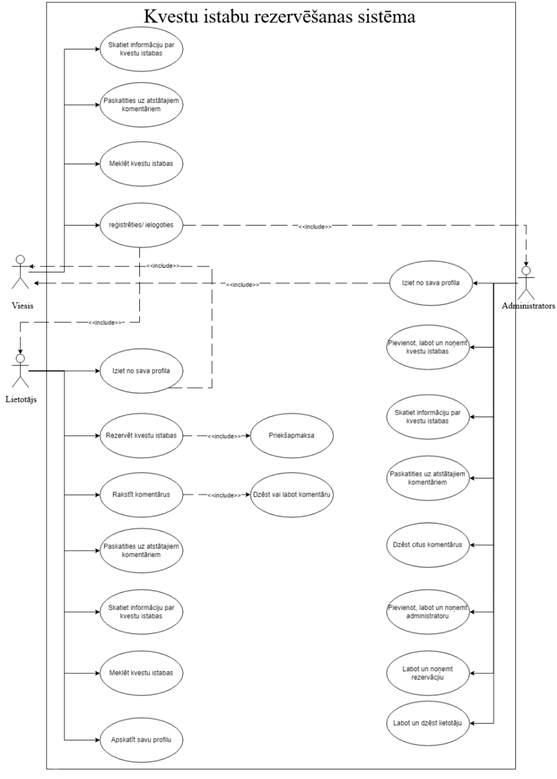 Kvestu istabu rezervēšanas sistēma
Skatiet informāciju par
kvestu istabas
Paskatities uz atstātajiem
komentāriem
Meklēt kvestu istabas
reģistrēties/ ielogoties
<<include>>
<<include>>
Viesis
Iziet no sava profila
Administrators
<<include>>
<<include>>
Lietotājs
Iziet no sava profila
Pievienot, labot un noņemt
kvestu istabas
Rezervēt kvestu istabas
<<include>>
Priekšapmaksa
Skatiet informāciju par
kvestu istabas
Rakstīt komentārus
<<include>>
Dzēst vai labot komentāru
Paskatities uz atstātajiem
komentāriem
Paskatities uz atstātajiem
komentāriem
Dzēst citus komentārus
Skatiet informāciju par
kvestu istabas
Pievienot, labot un noņemt
administratoru
Meklēt kvestu istabas
Labot un noņemt
rezervācjiu
Apskatīt savu profilu
Labot un dzēst lietotāju